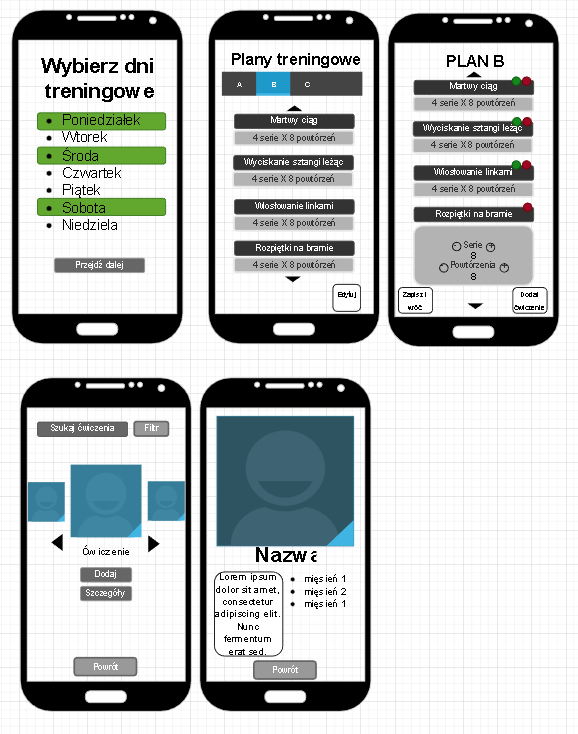 Wybierz dni
treningowe
Poniedziałek
Wtorek
Środa
Czwartek
Piątek
Sobota
Niedziela
Przejdź dalej
Plany treningowe
A B C
Martwy ciąg
4 serie X 8 powtórzeń
Wyciskanie sztangi leżąc
4 serie X 8 powtórzeń
Wiosłowanie linkami
4 serie X 8 powtórzeń
Rozpiętki na bramie
4 serie X 8 powtórzeń
Edytuj
PLAN B
Martwy ciąg
4 serie X 8 powtórzeń
Wyciskanie sztangi leżąc
4 serie X 8 powtórzeń
Wiosłowanie linkami
4 serie X 8 powtórzeń
Rozpiętki na bramie
Serie
8
Powtórzenia
8
Zapisz i
wróć
Dodaj
ćwiczenie
Szukaj ćwiczenia
Filtr
Ćwiczenie
Dodaj
Szczegóły
Powrót
Nazwa
Lorem ipsum
dolor sit amet,
consectetur
adipiscing elit.
Nunc
fermentum
erat sed.
mięsień 1
mięsień 2
mięsień 1
Powrót